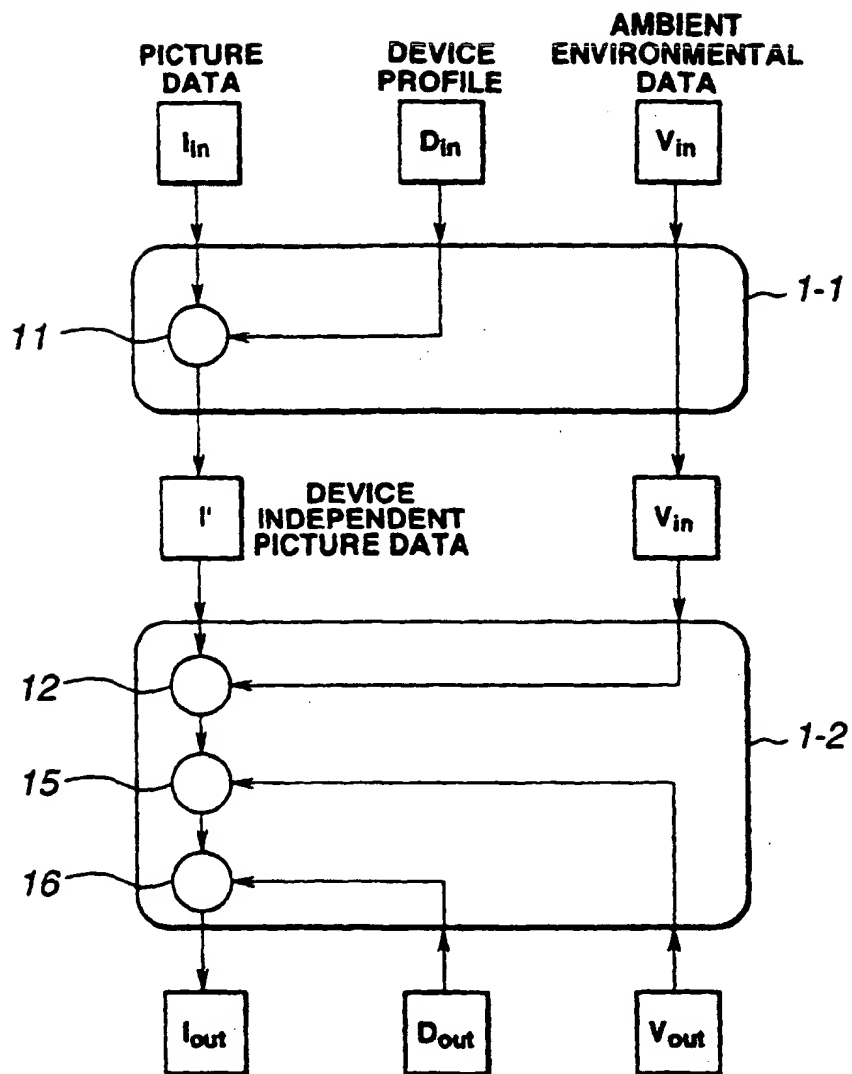 PICTURE
DATA
DEVICE
PROFILE
AMBIENT
ENVIRONMENTAL
DATA
Iin
Din
Vin
1-1
11
I'
DEVICE
INDEPENDENT
PICTURE DATA
Vin
12
15
16
1-2
Iout
Dout
Vout